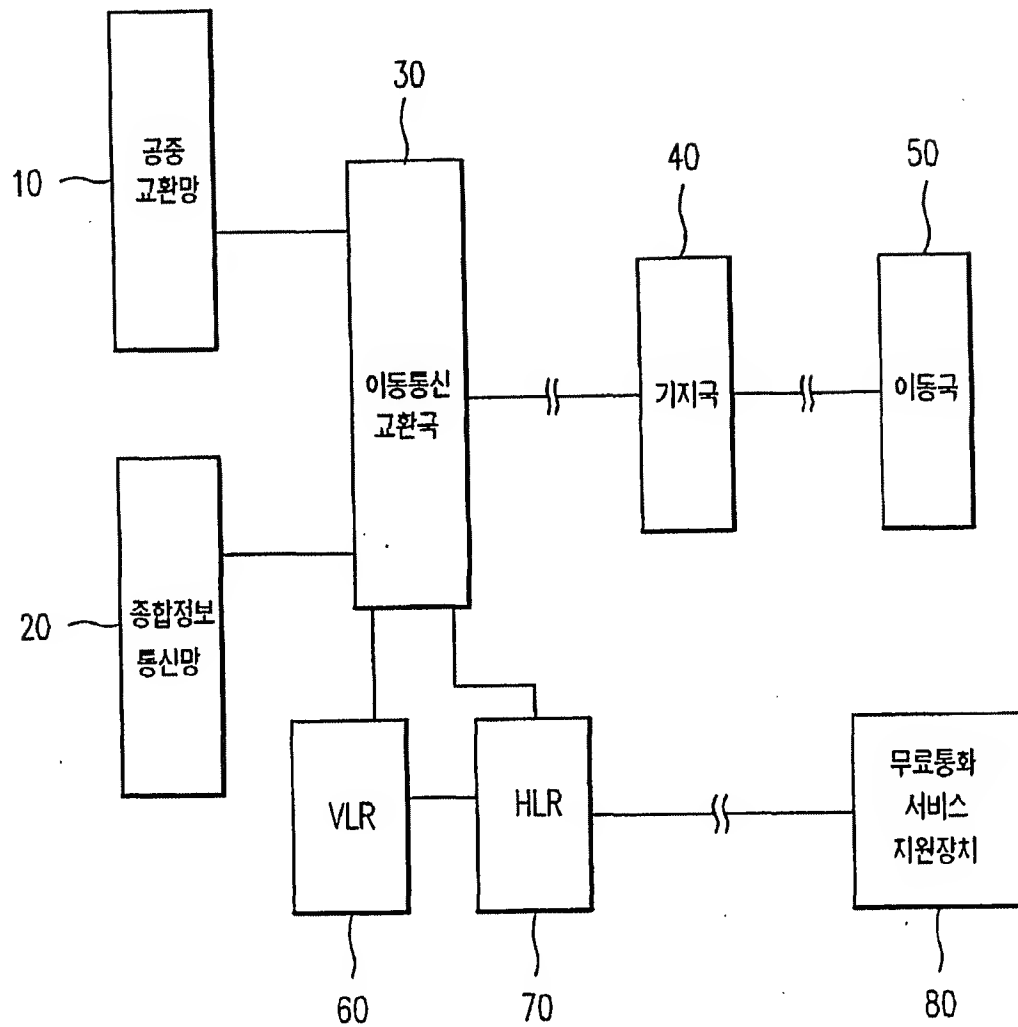 30
공중
교환망
10
40
50
이동통신
교환국
기지국
이동국
종합정보
통신망
20
VLR
HLR
무료통화
서비스
지원장치
60
70
80